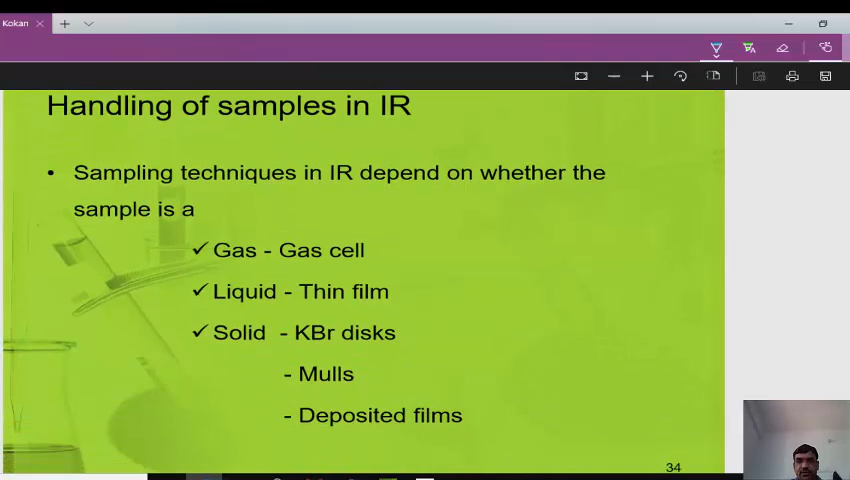 Kokan
Handling of samples in IR
• Sampling techniques in IR depend on whether the
sample is a
✓ Gas - Gas cell
✓ Liquid - Thin film
✓ Solid - KBr disks
- Mulls
- Deposited films
34